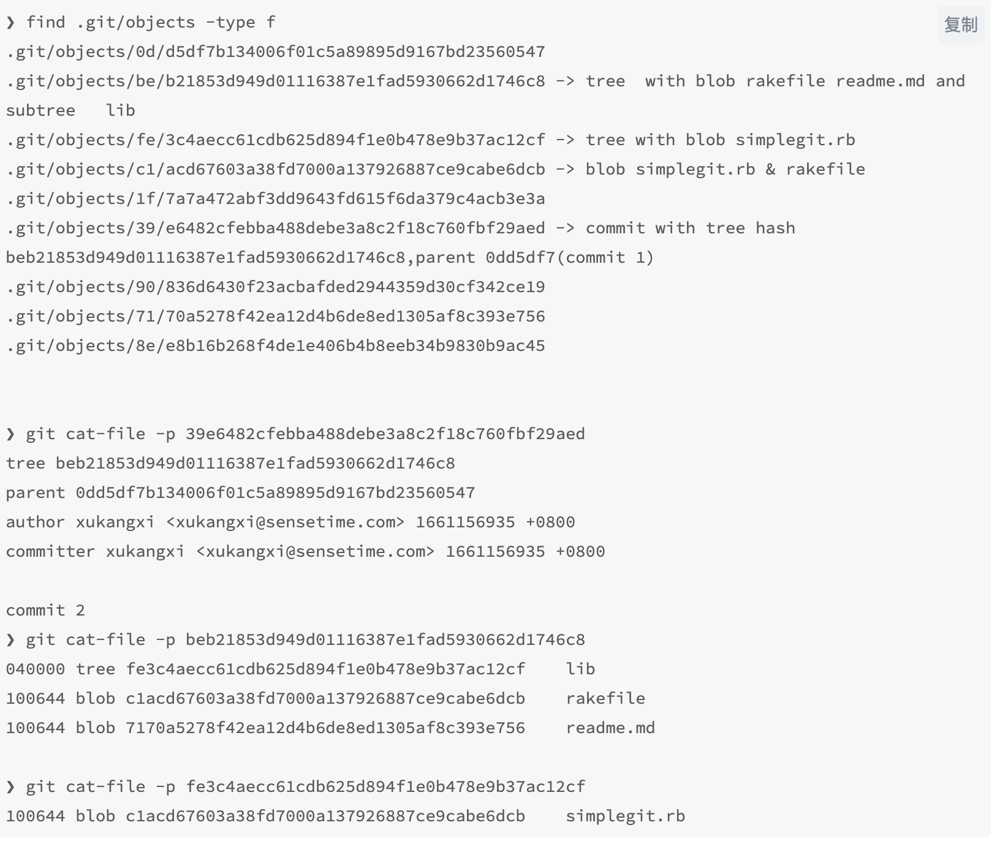 ❯ find .git/objects -type f
复制
.git/objects/0d/d5df7b134006f01c5a89895d9167bd23560547
.git/objects/be/b21853d949d01116387e1fad5930662d1746c8 -> tree  with blob rakefile readme.md and
subtree   lib
.git/objects/fe/3c4aecc61cdb625d894f1e0b478e9b37ac12cf -> tree with blob simplegit.rb
.git/objects/c1/acd67603a38fd7000a137926887ce9cabe6dcb -> blob simplegit.rb & rakefile
.git/objects/1f/7a7a472abf3dd9643fd615f6da379c4acb3e3a
.git/objects/39/e6482cfebba488debe3a8c2f18c760fbf29aed -> commit with tree hash
beb21853d949d01116387e1fad5930662d1746c8,parent 0dd5df7(commit 1)
.git/objects/90/836d6430f23acbafded2944359d30cf342ce19
.git/objects/71/70a5278f42ea12d4b6de8ed1305af8c393e756
.git/objects/8e/e8b16b268f4de1e406b4b8eeb34b9830b9ac45
❯ git cat-file -p 39e6482cfebba488debe3a8c2f18c760fbf29aed
tree beb21853d949d01116387e1fad5930662d1746c8
parent 0dd5df7b134006f01c5a89895d9167bd23560547
author xukangxi <xukangxi@sensetime.com> 1661156935 +0800
committer xukangxi <xukangxi@sensetime.com> 1661156935 +0800
commit 2
❯ git cat-file -p beb21853d949d01116387e1fad5930662d1746c8
040000 tree fe3c4aecc61cdb625d894f1e0b478e9b37ac12cf    lib
100644 blob c1acd67603a38fd7000a137926887ce9cabe6dcb    rakefile
100644 blob 7170a5278f42ea12d4b6de8ed1305af8c393e756    readme.md
❯ git cat-file -p fe3c4aecc61cdb625d894f1e0b478e9b37ac12cf
100644 blob c1acd67603a38fd7000a137926887ce9cabe6dcb    simplegit.rb